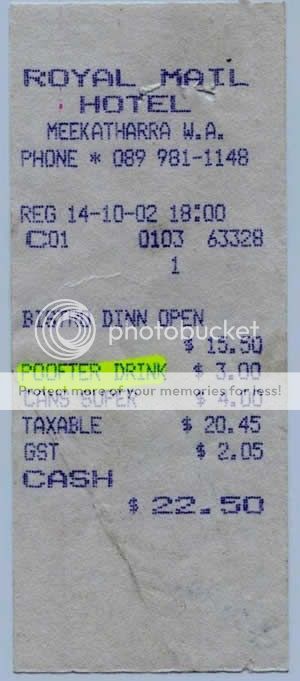 ROYAL MAIL
HOTEL
MEEKATHARRA W.A.
PHONE * 089 981-1148
REG 14-10-02 18:00
C01 0103 63328
1
BISTRO DINN OPEN
$ 15.50
photobucket
POOFTER DRINK $ 3.00
Protect more of your memories for less!
CANS SUPER $ 4.00
TAXABLE $ 20.45
GST $ 2.05
CASH
$ 22.50